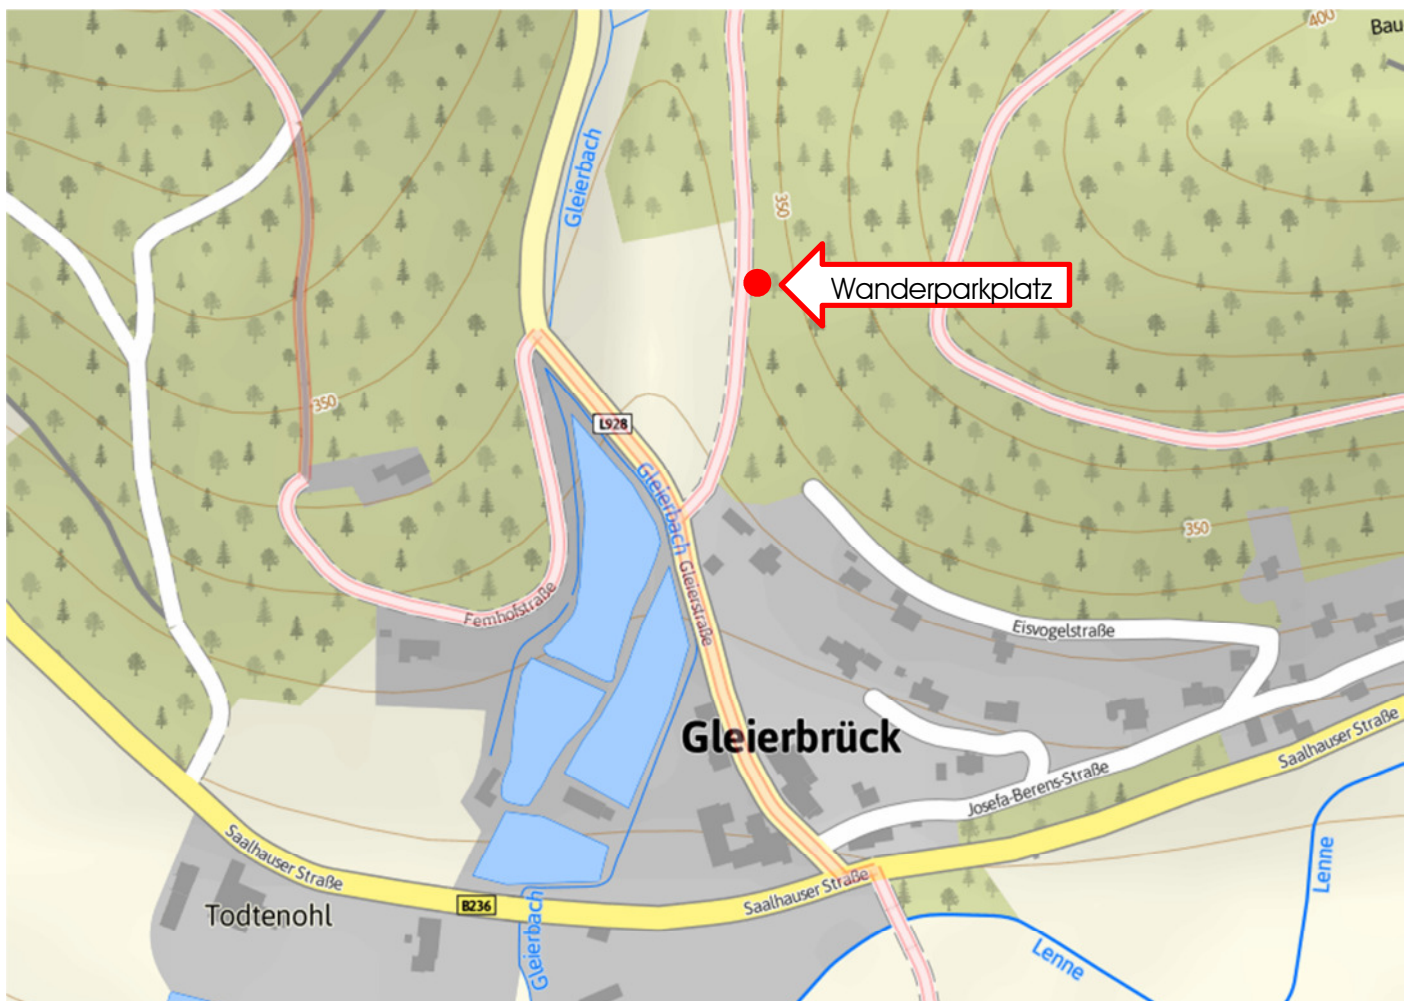 400
Bau
Gleierbach
350
Wanderparkplatz
350
L928
Gleierbach
350
Gleierstraße
Femhofstraße
Eisvogelstraße
Gleierbrück
Saalhauser Straße
Josefa-Berens-Straße
Saalhauser Straße
Lenne
Saalhauser Straße
B236
Todtenohl
Gleierbach
Lenne